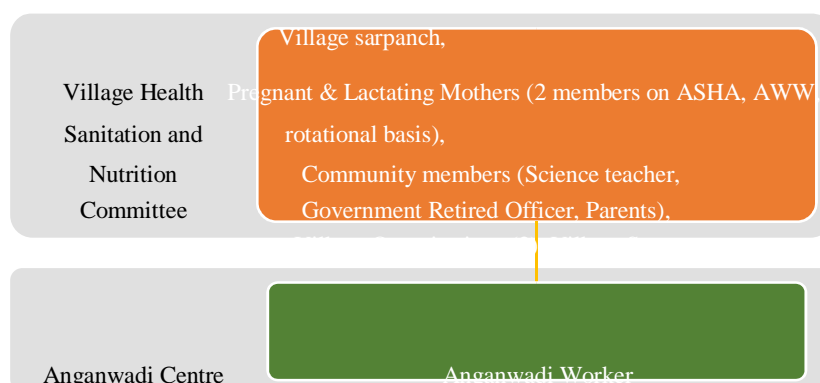 Village sarpanch,
Village Health
Sanitation and
Nutrition
Committee
Pregnant & Lactating Mothers (2 members on ASHA, AWW,
rotational basis),
Community members (Science teacher,
Government Retired Officer, Parents),
Anganwadi Centre
Anganwadi Worker